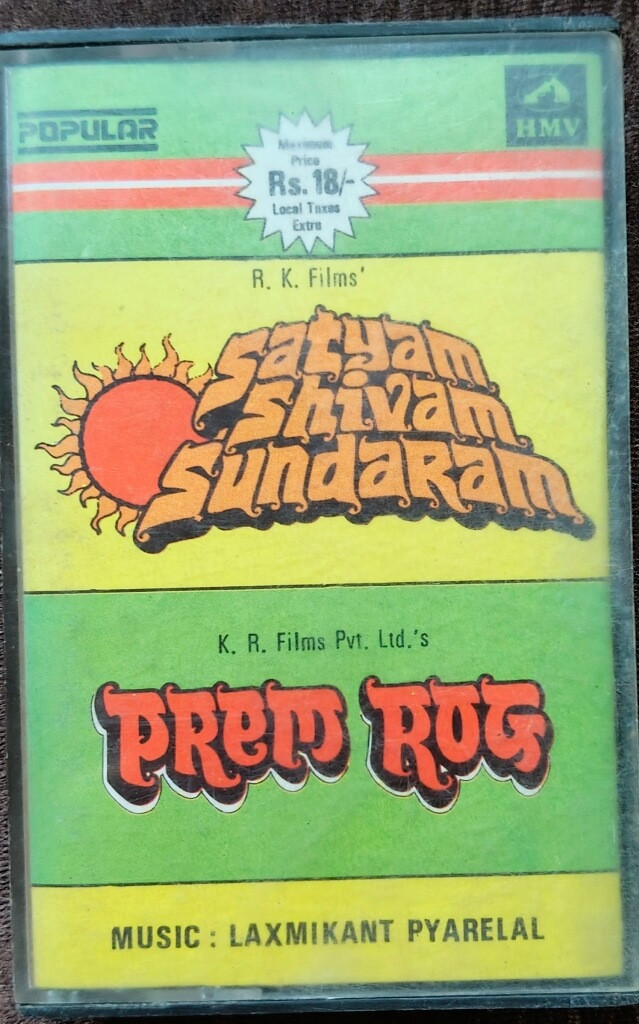 POPULAR
HMV
Maximum
Price
Rs. 18/-
Local Taxes
Extra
R. K. Films'
Satyam
Shivam
Sundaram
K. R. Films Pvt. Ltd.'s
PRem ROG
MUSIC : LAXMIKANT PYARELAL